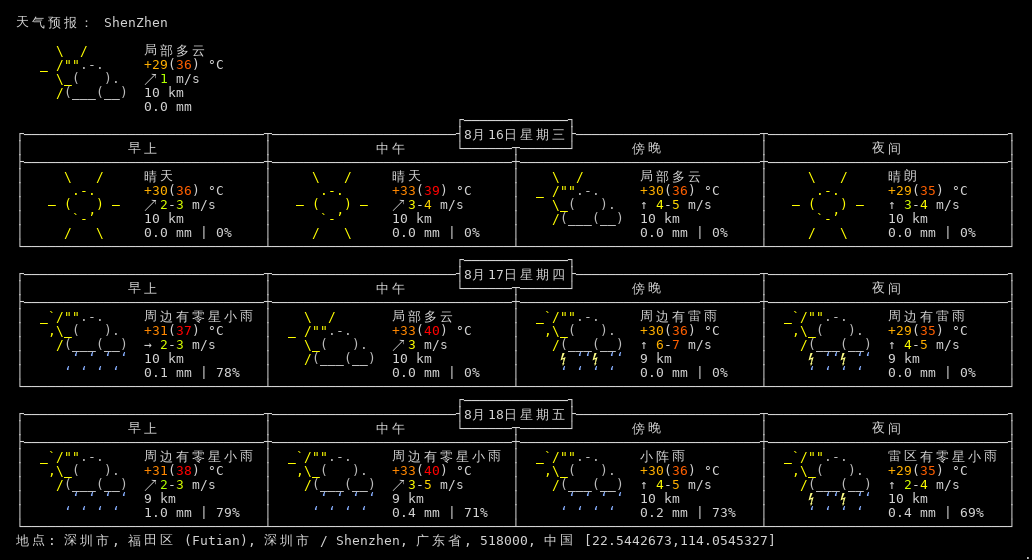 天气预报： ShenZhen
局部多云
+29(36) °C
↗ 1 m/s
10 km
0.0 mm
8月16日星期三
早上 中午 傍晚 夜间
晴天 晴天 局部多云 晴朗
+30(36) °C +33(39) °C +30(36) °C +29(35) °C
↗ 2-3 m/s ↗ 3-4 m/s ↑ 4-5 m/s ↑ 3-4 m/s
10 km 10 km 10 km 10 km
0.0 mm | 0% 0.0 mm | 0% 0.0 mm | 0% 0.0 mm | 0%
8月17日星期四
早上 中午 傍晚 夜间
周边有零星小雨 局部多云 周边有雷雨 周边有雷雨
+31(37) °C +33(40) °C +30(36) °C +29(35) °C
→ 2-3 m/s ↗ 3 m/s ↑ 6-7 m/s ↑ 4-5 m/s
10 km 10 km 9 km 9 km
0.1 mm | 78% 0.0 mm | 0% 0.0 mm | 0% 0.0 mm | 0%
8月18日星期五
早上 中午 傍晚 夜间
周边有零星小雨 周边有零星小雨 小阵雨 雷区有零星小雨
+31(38) °C +33(40) °C +30(36) °C +29(35) °C
↗ 2-3 m/s ↗ 3-5 m/s ↑ 4-5 m/s ↑ 2-4 m/s
9 km 9 km 10 km 10 km
1.0 mm | 79% 0.4 mm | 71% 0.2 mm | 73% 0.4 mm | 69%
地点: 深圳市, 福田区 (Futian), 深圳市 / Shenzhen, 广东省, 518000, 中国 [22.5442673,114.0545327]